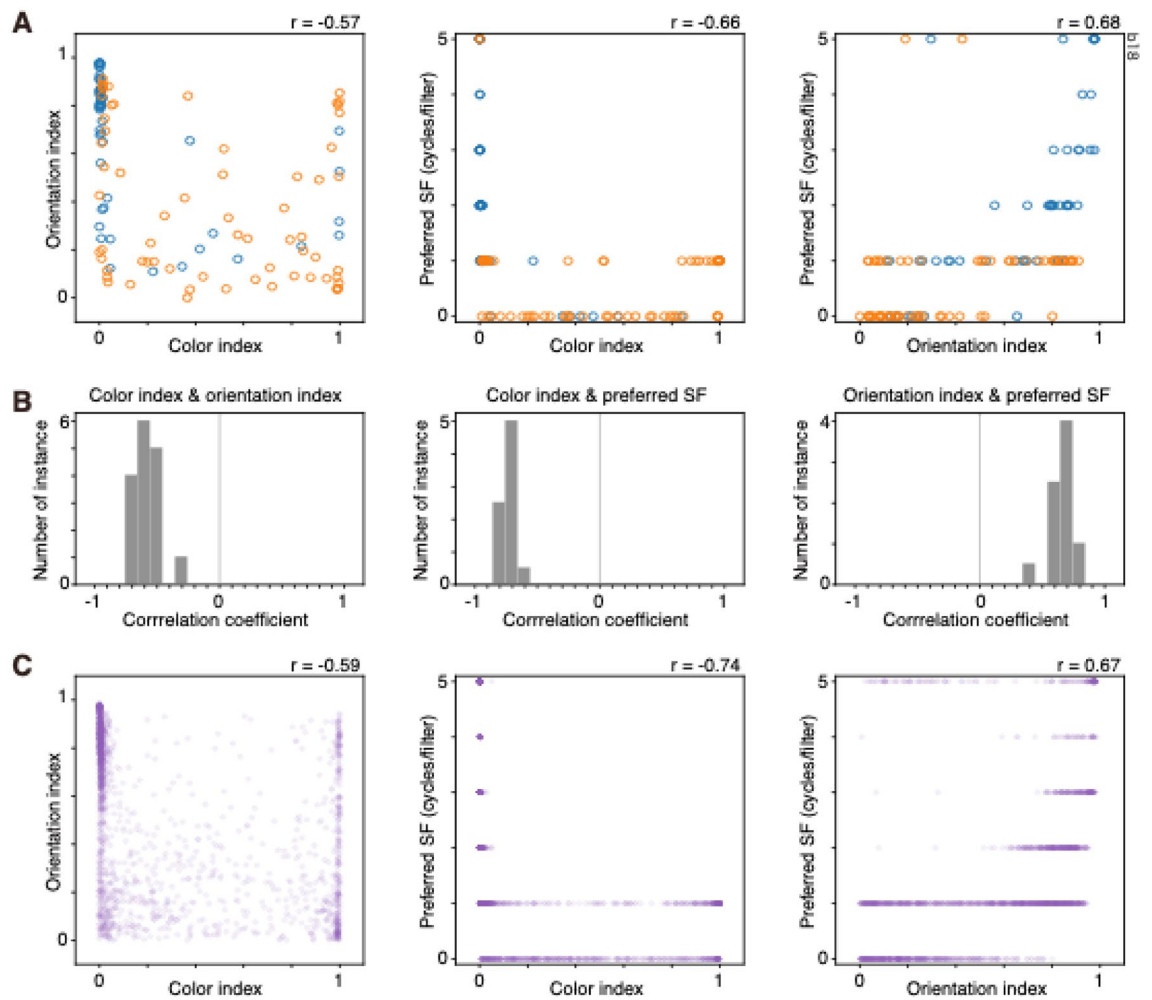 A
r = -0.57
r = -0.66
r = 0.68
b18
1
0
Orientation index
0
1
Color index
5
0
Preferred SF (cycles/filter)
0
1
Color index
5
0
Preferred SF (cycles/filter)
0
1
Orientation index
B
Color index & orientation index
Color index & preferred SF
Orientation index & preferred SF
6
0
Number of instance
-1
0
1
Corrrelation coefficient
5
0
Number of instance
-1
0
1
Corrrelation coefficient
4
0
Number of instance
-1
0
1
Corrrelation coefficient
C
r = -0.59
r = -0.74
r = 0.67
1
0
Orientation index
0
1
Color index
5
0
Preferred SF (cycles/filter)
0
1
Color index
5
0
Preferred SF (cycles/filter)
0
1
Orientation index